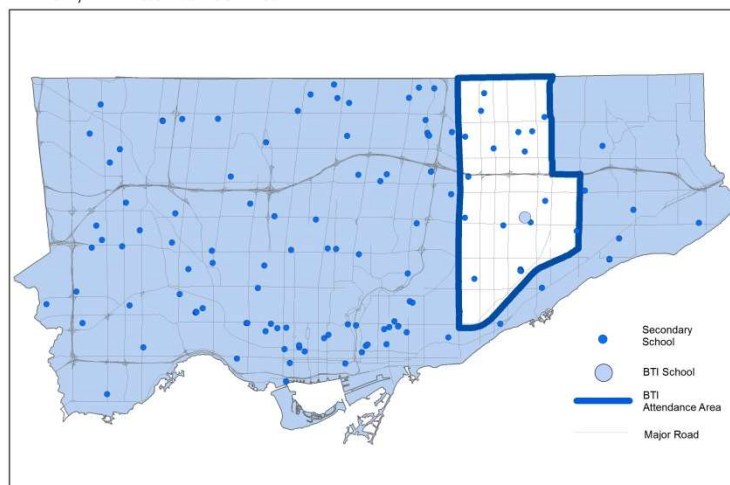 Secondary
School
BTI School
BTI
Attendance Area
Major Road